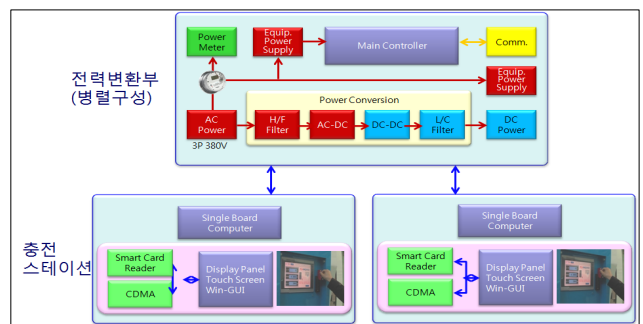 전력변환부
(병렬구성)
Power
Meter
Equip.
Power
Supply
Main Controller
Comm.
Equip.
Power
Supply
Power Conversion
AC
Power
H/F
Filter
AC-DC
DC-DC
L/C
Filter
DC
Power
3P 380V
충전
스테이션
Single Board
Computer
Smart Card
Reader
CDMA
Display Panel
Touch Screen
Win-GUI
Single Board
Computer
Smart Card
Reader
CDMA
Display Panel
Touch Screen
Win-GUI